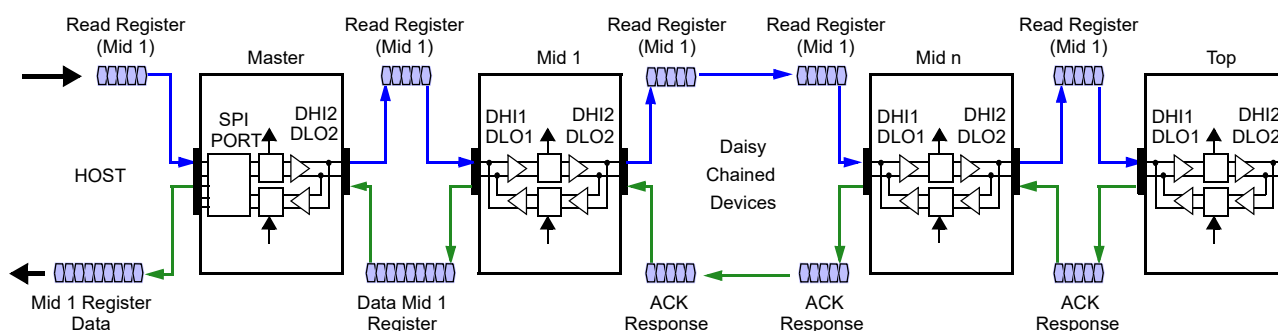 Read Register
(Mid 1)
Read Register
(Mid 1)
Read Register
(Mid 1)
Read Register
(Mid 1)
Read Register
(Mid 1)
Master
Mid 1
Mid n
Top
SPI
PORT
DHI2
DLO2
DHI1
DLO1
DHI2
DLO2
DHI1
DLO1
DHI2
DLO2
DHI1
DLO1
DHI2
DLO2
HOST
Daisy
Chained
Devices
Mid 1 Register
Data
Data Mid 1
Register
ACK
Response
ACK
Response
ACK
Response